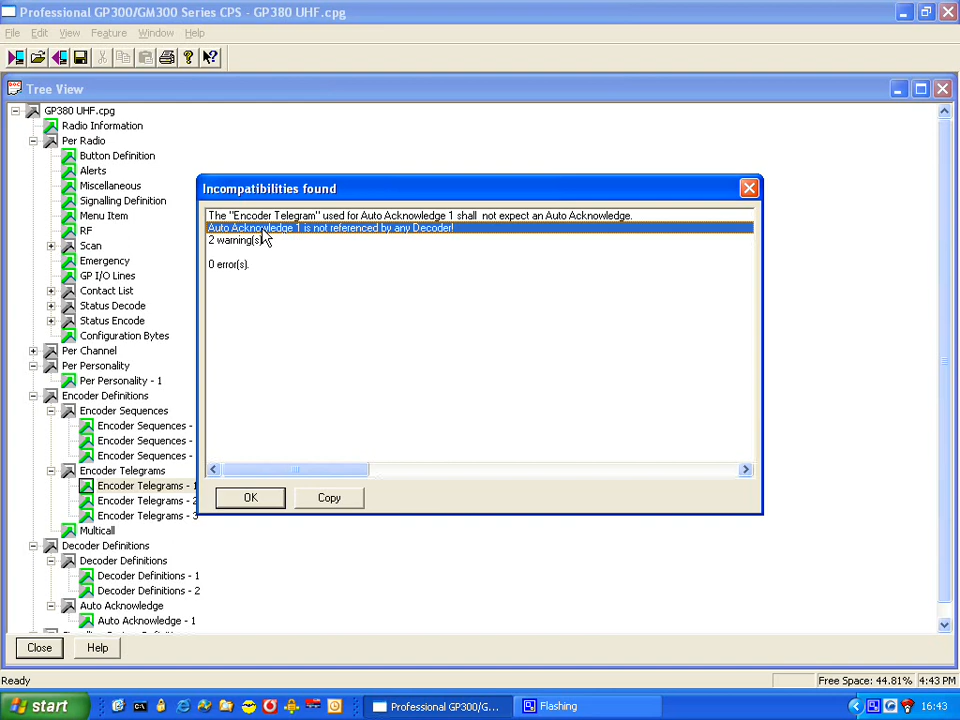 Professional GP300/GM300 Series CPS - GP380 UHF.cpg
File Edit View Feature Window Help
Tree View
GP380 UHF.cpg
Radio Information
Per Radio
Button Definition
Alerts
Miscellaneous
Signalling Definition
Menu Item
RF
Scan
Emergency
GP I/O Lines
Contact List
Status Decode
Status Encode
Configuration Bytes
Per Channel
Per Personality
Per Personality - 1
Encoder Definitions
Encoder Sequences
Encoder Sequences -
Encoder Sequences -
Encoder Sequences -
Encoder Telegrams
Encoder Telegrams - 1
Encoder Telegrams - 2
Encoder Telegrams - 3
Multicall
Decoder Definitions
Decoder Definitions
Decoder Definitions - 1
Decoder Definitions - 2
Auto Acknowledge
Auto Acknowledge - 1
Incompatibilities found
The "Encoder Telegram" used for Auto Acknowledge 1 shall not expect an Auto Acknowledge.
Auto Acknowledge 1 is not referenced by any Decoder!
2 warning(s).
0 error(s).
OK Copy
Close Help
Ready Free Space: 44.81% 4:43 PM
start Professional GP300/G... Flashing 16:43